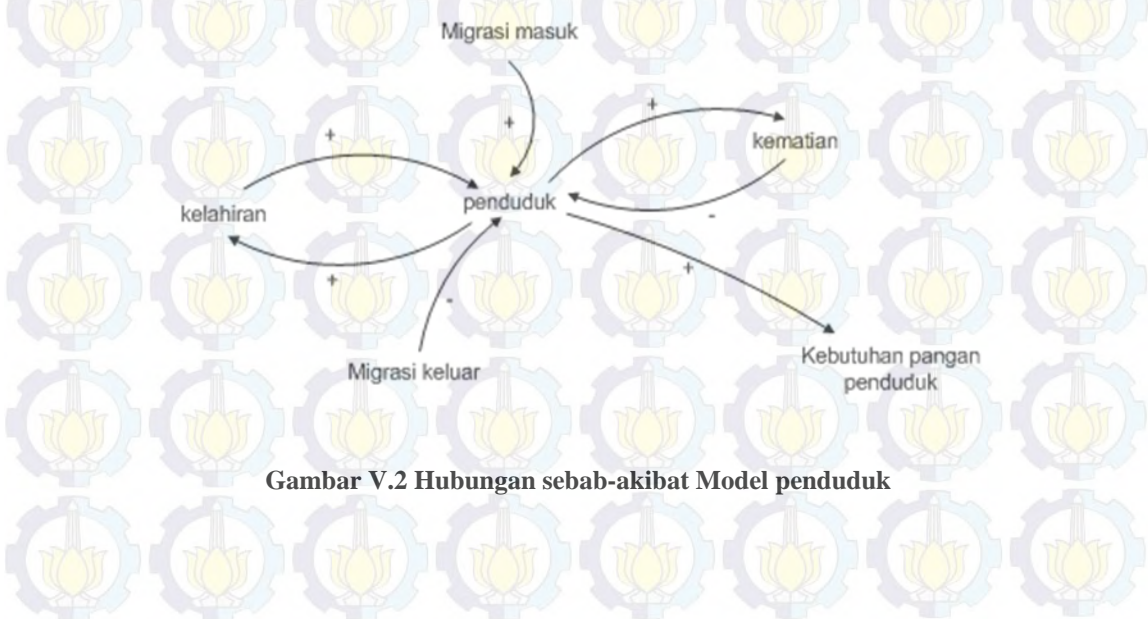 Migrasi masuk
+
+
+
kematian
penduduk
kelahiran
-
+
+
-
Kebutuhan pangan
penduduk
Migrasi keluar
Gambar V.2 Hubungan sebab-akibat Model penduduk